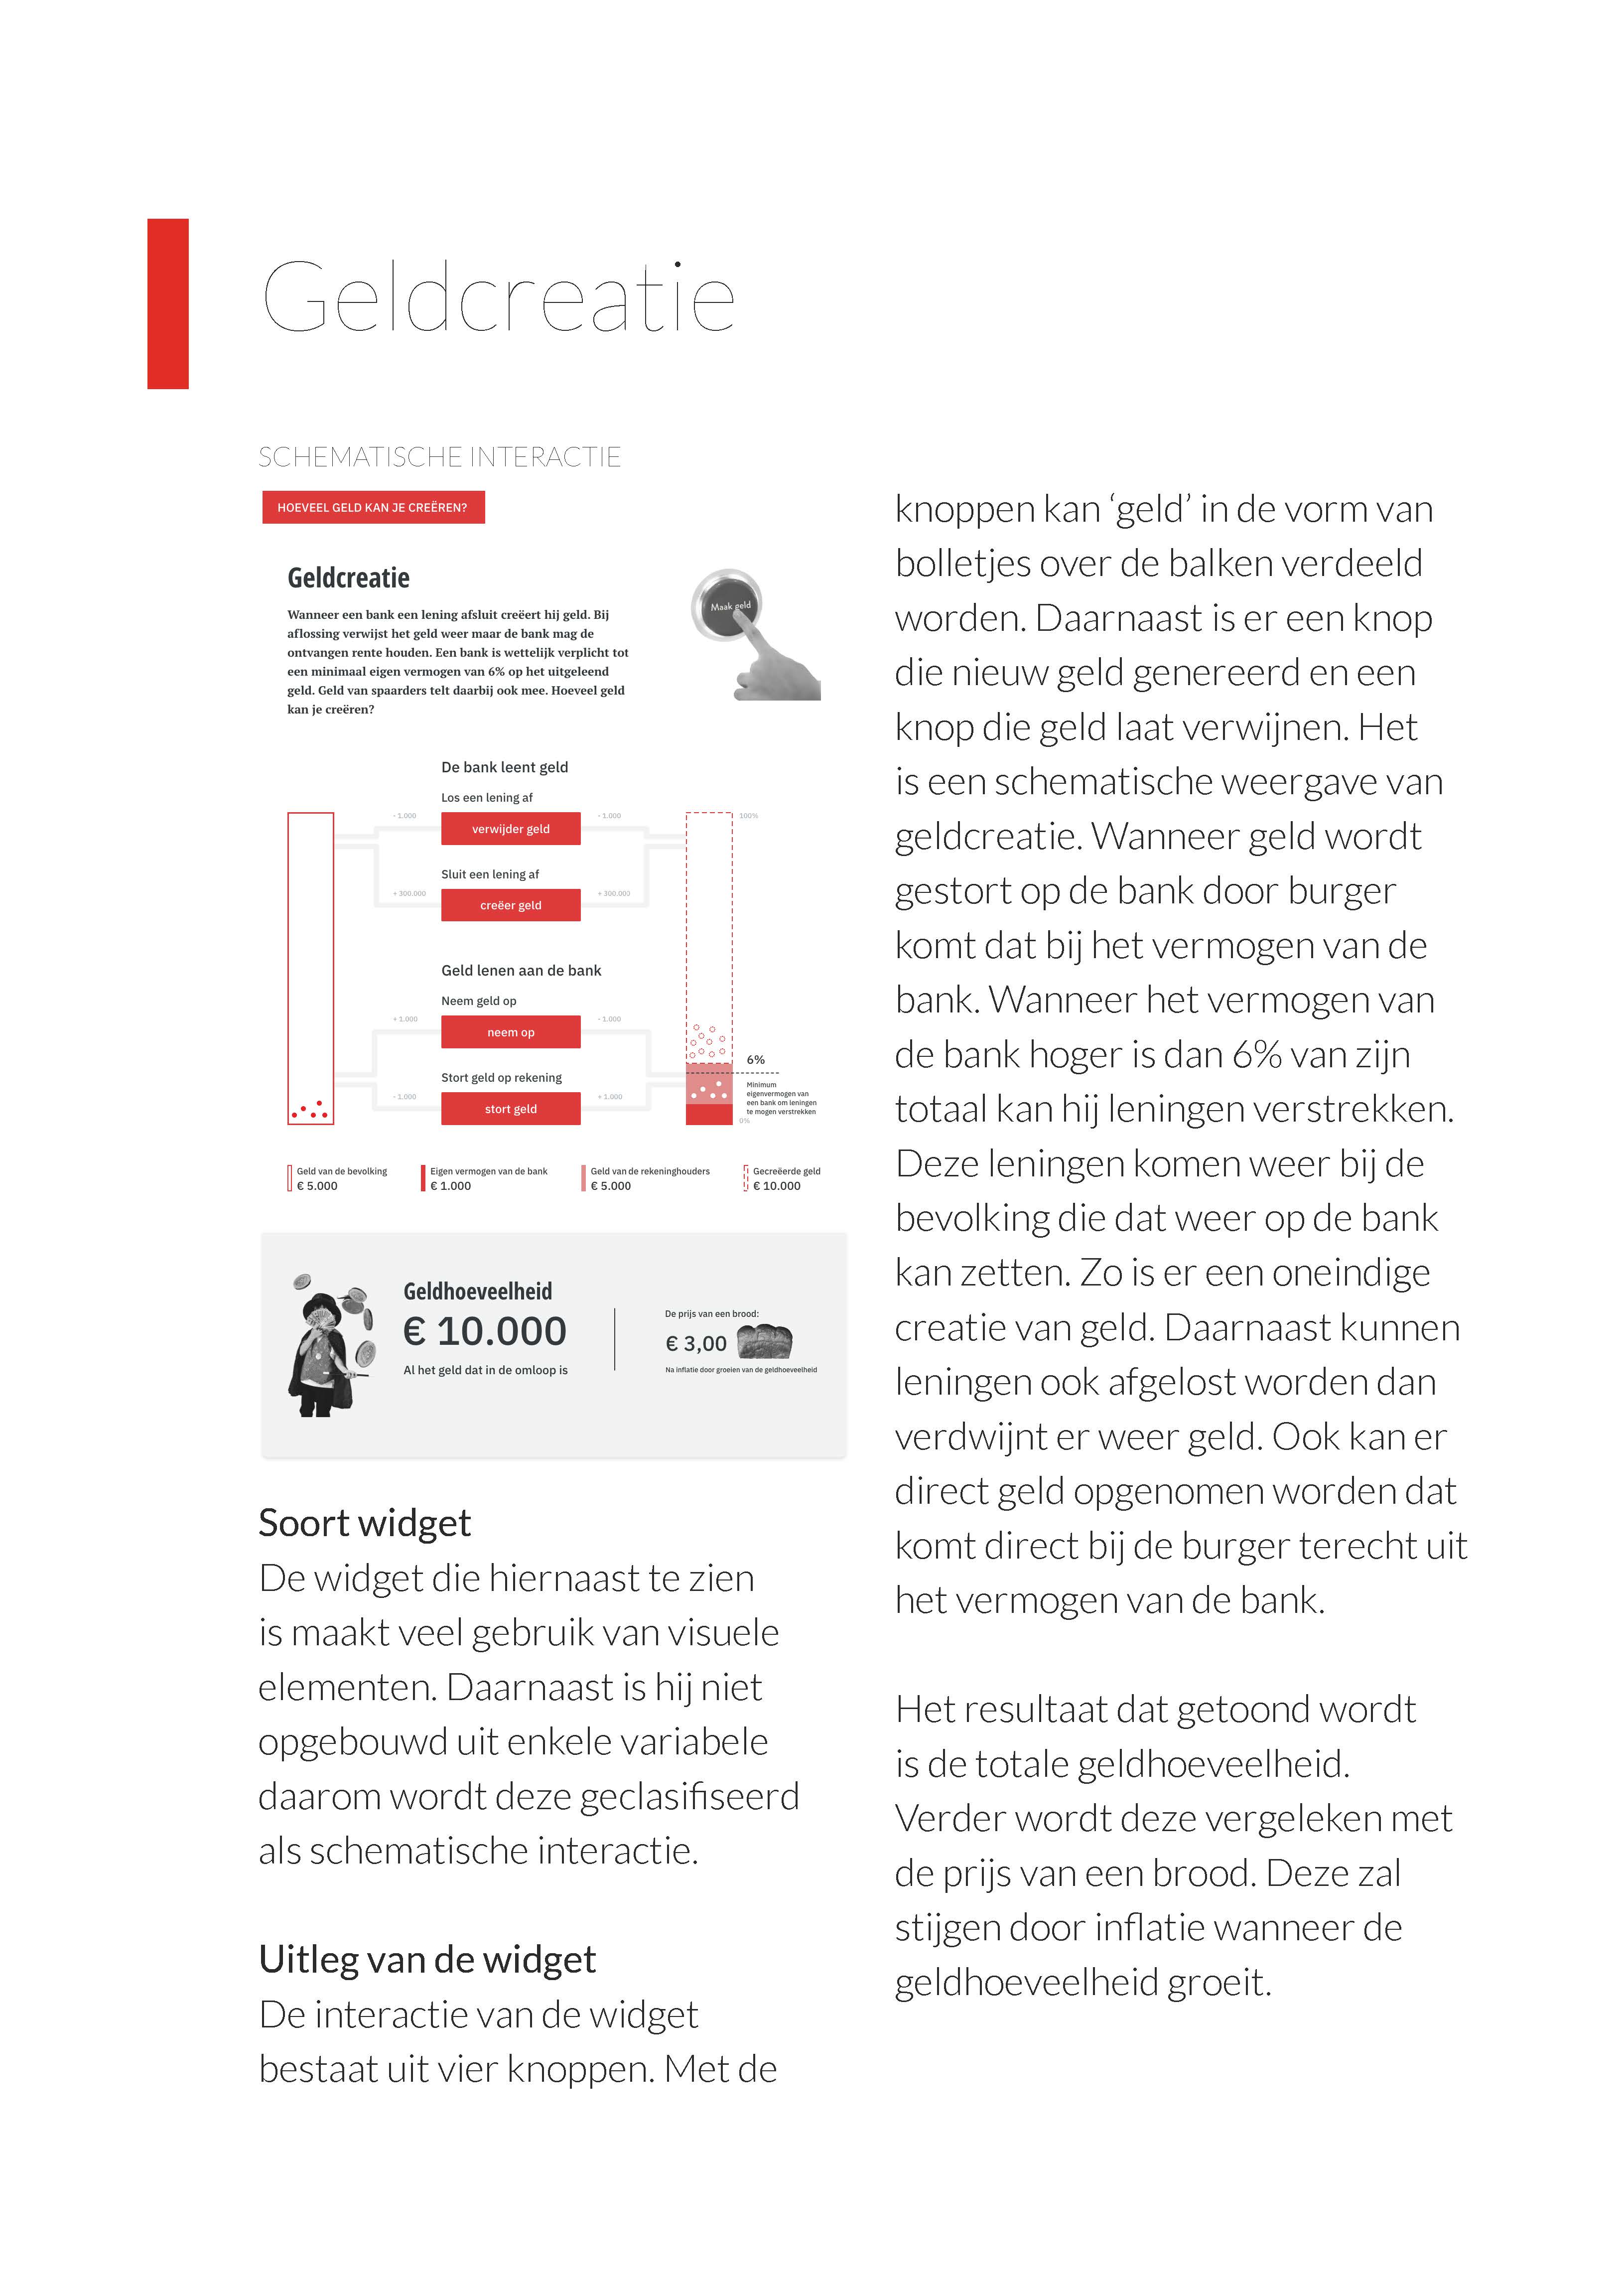 Geldcreatie
SCHEMATISCHE INTERACTIE
HOEVEEL GELD KAN JE CREËREN?
Geldcreatie
Wanneer een bank een lening afsluit creëert hij geld. Bij
aflossing verwijst het geld weer maar de bank mag de
ontvangen rente houden. Een bank is wettelijk verplicht tot
een minimaal eigen vermogen van 6% op het uitgeleend
geld. Geld van spaarders telt daarbij ook mee. Hoeveel geld
kan je creëren?
Maak geld
De bank leent geld
Los een lening af
- 1.000
verwijder geld
- 1.000
100%
Sluit een lening af
+ 300.000
creëer geld
+ 300.000
Geld lenen aan de bank
Neem geld op
+ 1.000
neem op
- 1.000
6%
Stort geld op rekening
- 1.000
stort geld
+ 1.000
Minimum
eigenvermogen van
een bank om leningen
te mogen verstrekken
0%
Geld van de bevolking
€ 5.000
Eigen vermogen van de bank
€ 1.000
Geld van de rekeninghouders
€ 5.000
Gecreëerde geld
€ 10.000
Geldhoeveelheid
€ 10.000
Al het geld dat in de omloop is
De prijs van een brood:
€ 3,00
Na inflatie door groeien van de geldhoeveelheid
Soort widget
De widget die hiernaast te zien
is maakt veel gebruik van visuele
elementen. Daarnaast is hij niet
opgebouwd uit enkele variabele
daarom wordt deze geclasifiseerd
als schematische interactie.
Uitleg van de widget
De interactie van de widget
bestaat uit vier knoppen. Met de
knoppen kan ‘geld’ in de vorm van
bolletjes over de balken verdeeld
worden. Daarnaast is er een knop
die nieuw geld genereerd en een
knop die geld laat verwijnen. Het
is een schematische weergave van
geldcreatie. Wanneer geld wordt
gestort op de bank door burger
komt dat bij het vermogen van de
bank. Wanneer het vermogen van
de bank hoger is dan 6% van zijn
totaal kan hij leningen verstrekken.
Deze leningen komen weer bij de
bevolking die dat weer op de bank
kan zetten. Zo is er een oneindige
creatie van geld. Daarnaast kunnen
leningen ook afgelost worden dan
verdwijnt er weer geld. Ook kan er
direct geld opgenomen worden dat
komt direct bij de burger terecht uit
het vermogen van de bank.
Het resultaat dat getoond wordt
is de totale geldhoeveelheid.
Verder wordt deze vergeleken met
de prijs van een brood. Deze zal
stijgen door inflatie wanneer de
geldhoeveelheid groeit.